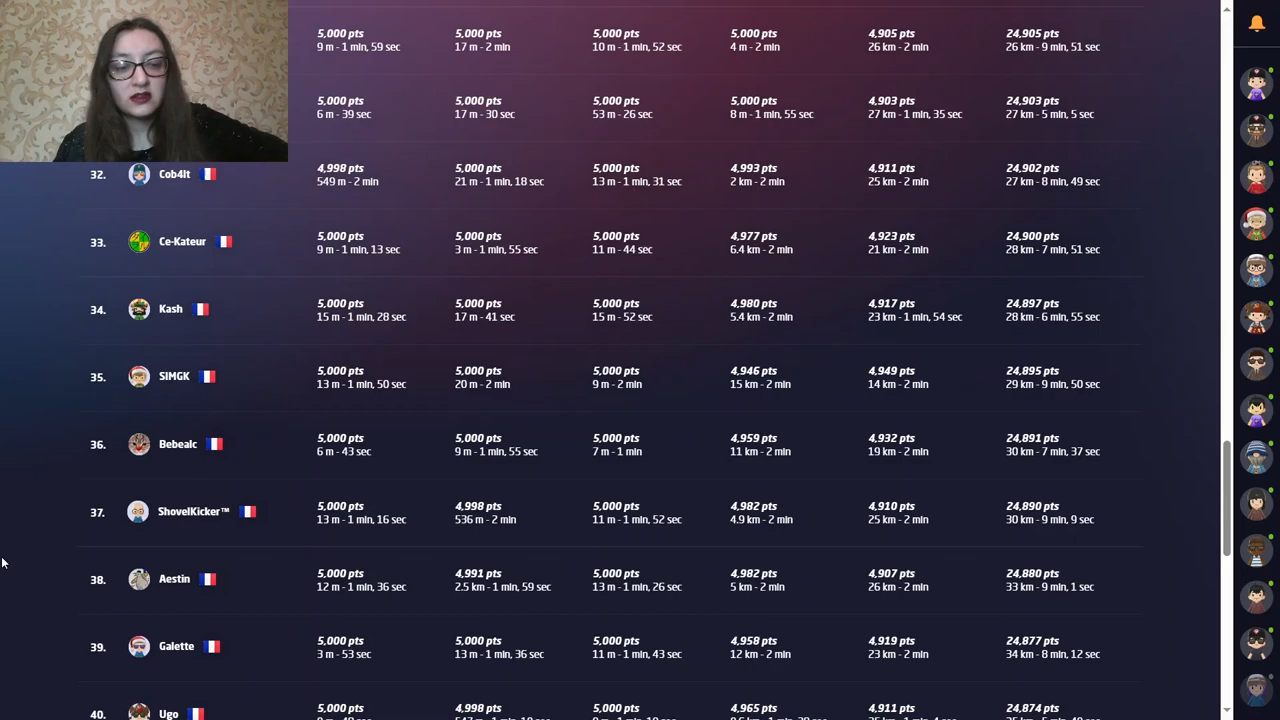 5,000 pts 5,000 pts 5,000 pts 5,000 pts 4,905 pts 24,905 pts
9 m - 1 min, 59 sec 17 m - 2 min 10 m - 1 min, 52 sec 4 m - 2 min 26 km - 2 min 26 km - 9 min, 51 sec
5,000 pts 5,000 pts 5,000 pts 5,000 pts 4,903 pts 24,903 pts
6 m - 39 sec 17 m - 30 sec 53 m - 26 sec 8 m - 1 min, 55 sec 27 km - 1 min, 35 sec 27 km - 5 min, 5 sec
32. Cob4lt 4,998 pts 5,000 pts 5,000 pts 4,993 pts 4,911 pts 24,902 pts
549 m - 2 min 21 m - 1 min, 18 sec 13 m - 1 min, 31 sec 2 km - 2 min 25 km - 2 min 27 km - 8 min, 49 sec
33. Ce-Kateur 5,000 pts 5,000 pts 5,000 pts 4,977 pts 4,923 pts 24,900 pts
9 m - 1 min, 13 sec 3 m - 1 min, 55 sec 11 m - 44 sec 6.4 km - 2 min 21 km - 2 min 28 km - 7 min, 51 sec
34. Kash 5,000 pts 5,000 pts 5,000 pts 4,980 pts 4,917 pts 24,897 pts
15 m - 1 min, 28 sec 17 m - 41 sec 15 m - 52 sec 5.4 km - 2 min 23 km - 1 min, 54 sec 28 km - 6 min, 55 sec
35. SIMGK 5,000 pts 5,000 pts 5,000 pts 4,946 pts 4,949 pts 24,895 pts
13 m - 1 min, 50 sec 20 m - 2 min 9 m - 2 min 15 km - 2 min 14 km - 2 min 29 km - 9 min, 50 sec
36. Bebealc 5,000 pts 5,000 pts 5,000 pts 4,959 pts 4,932 pts 24,891 pts
6 m - 43 sec 9 m - 1 min, 55 sec 7 m - 1 min 11 km - 2 min 19 km - 2 min 30 km - 7 min, 37 sec
37. ShovelKicker™ 5,000 pts 4,998 pts 5,000 pts 4,982 pts 4,910 pts 24,890 pts
13 m - 1 min, 16 sec 536 m - 2 min 11 m - 1 min, 52 sec 4.9 km - 2 min 25 km - 2 min 30 km - 9 min, 9 sec
38. Aestin 5,000 pts 4,991 pts 5,000 pts 4,982 pts 4,907 pts 24,880 pts
12 m - 1 min, 36 sec 2.5 km - 1 min, 59 sec 13 m - 1 min, 26 sec 5 km - 2 min 26 km - 2 min 33 km - 9 min, 1 sec
39. Galette 5,000 pts 5,000 pts 5,000 pts 4,958 pts 4,919 pts 24,877 pts
3 m - 53 sec 13 m - 1 min, 36 sec 11 m - 1 min, 43 sec 12 km - 2 min 23 km - 2 min 34 km - 8 min, 12 sec
40. Ugo 5,000 pts 4,998 pts 5,000 pts 4,965 pts 4,911 pts 24,874 pts